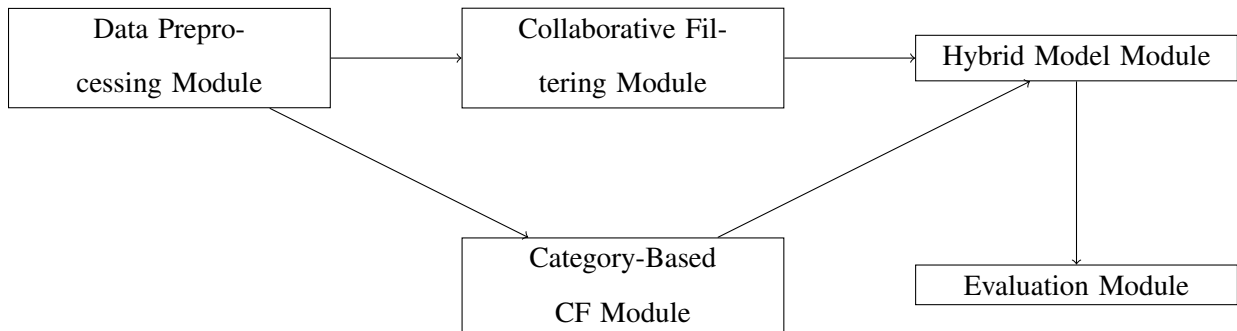 Data Prepro-
cessing Module
Collaborative Fil-
tering Module
Hybrid Model Module
Category-Based
CF Module
Evaluation Module